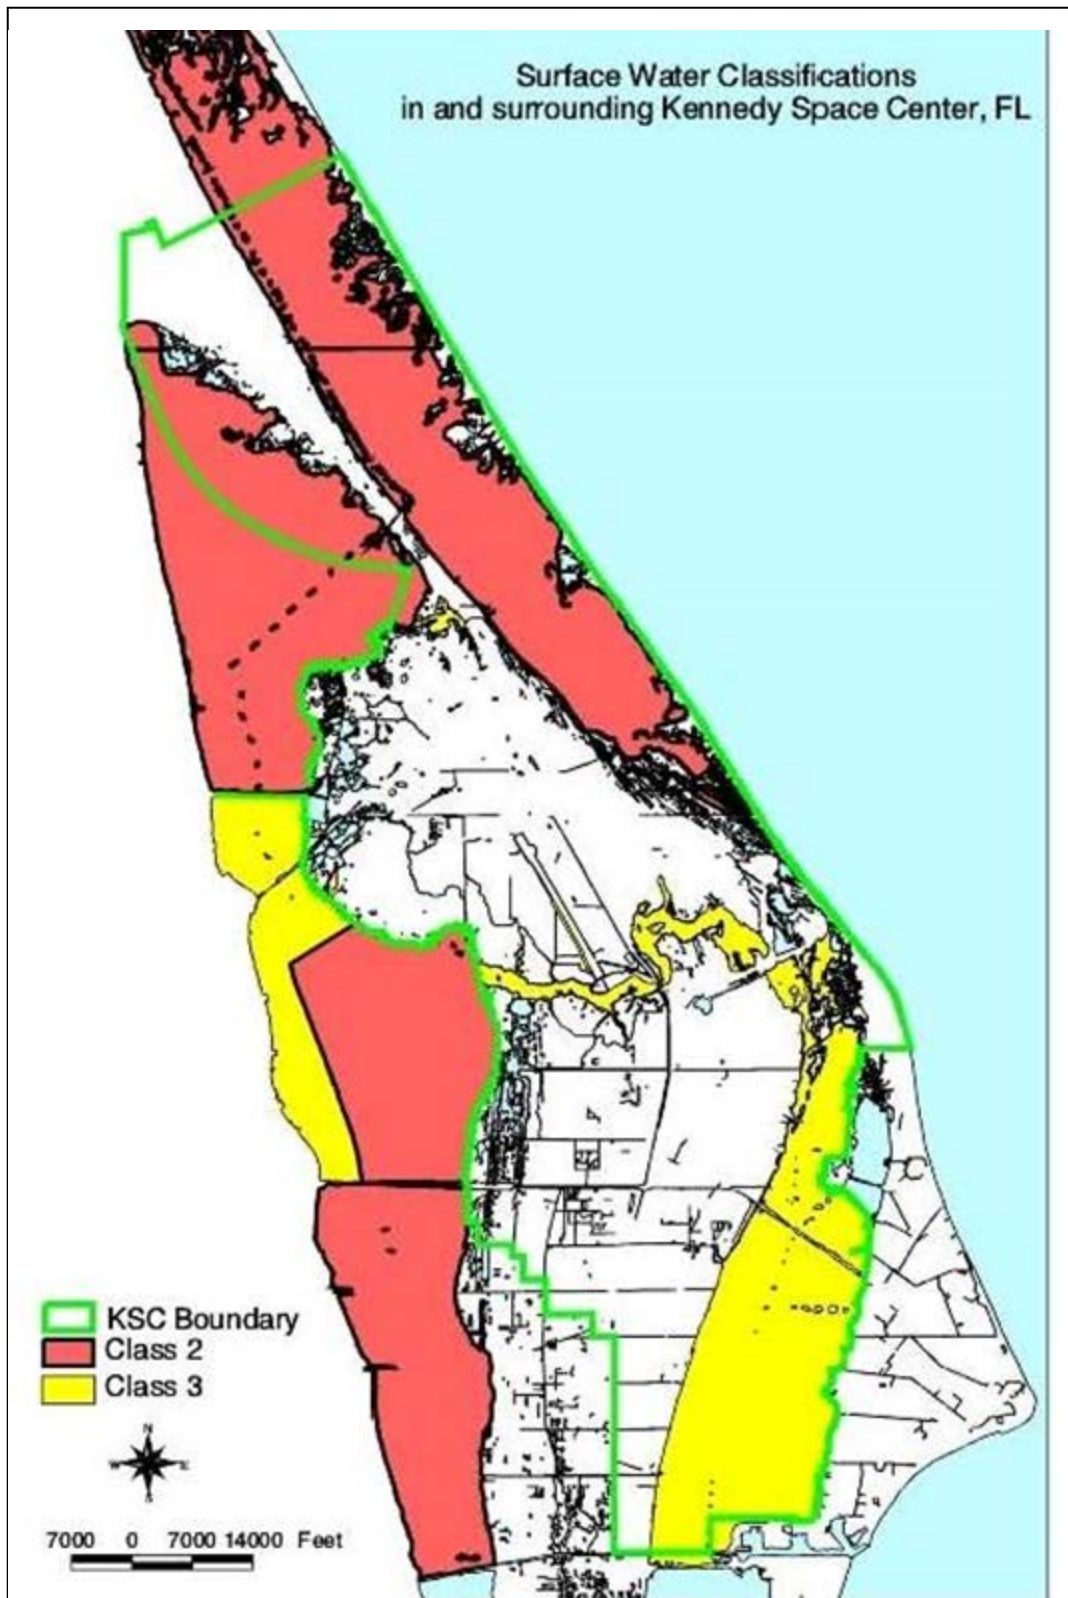 Surface Water Classifications
in and surrounding Kennedy Space Center, FL
KSC Boundary
Class 2
Class 3
N
W
E
S
7000 0 7000 14000 Feet